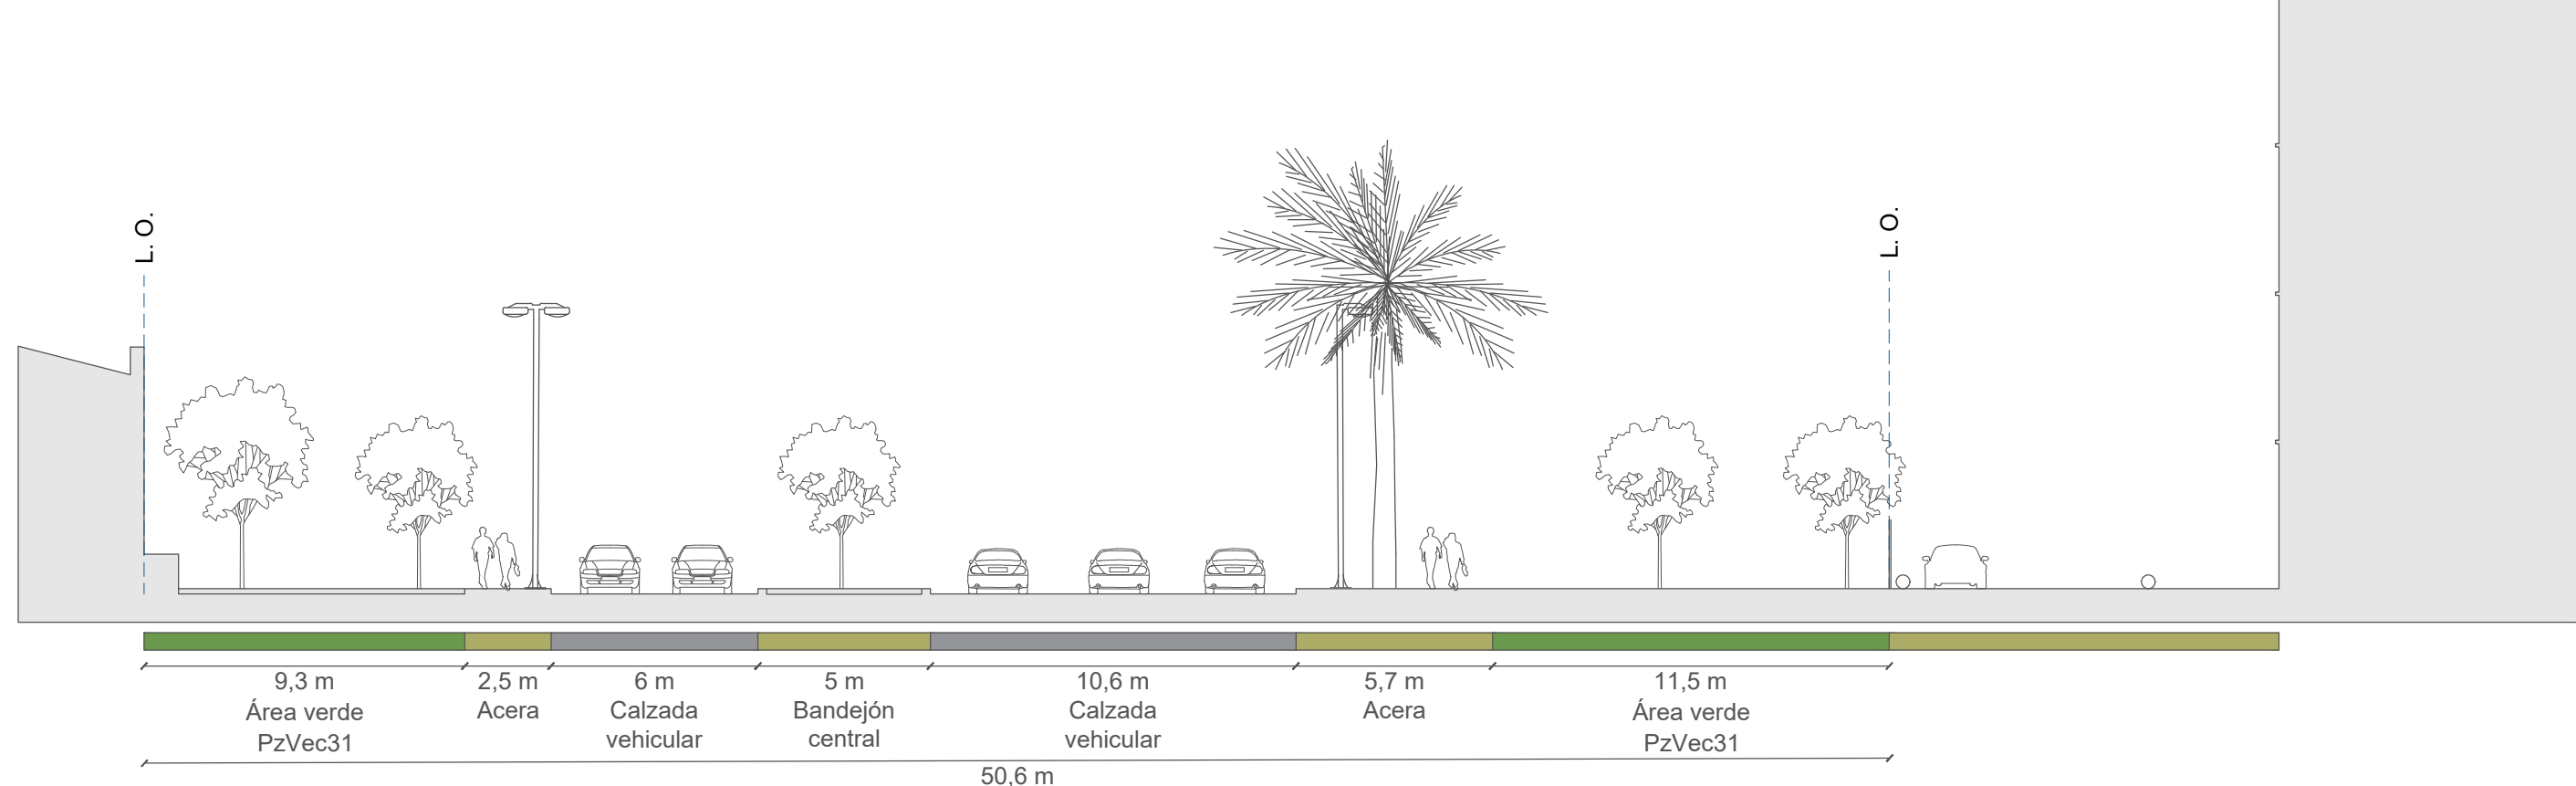 L. O.
L. O.
9,3 m
Área verde
PzVec31
2,5 m
Acera
6 m
Calzada
vehicular
5 m
Bandejón
central
10,6 m
Calzada
vehicular
5,7 m
Acera
11,5 m
Área verde
PzVec31
50,6 m